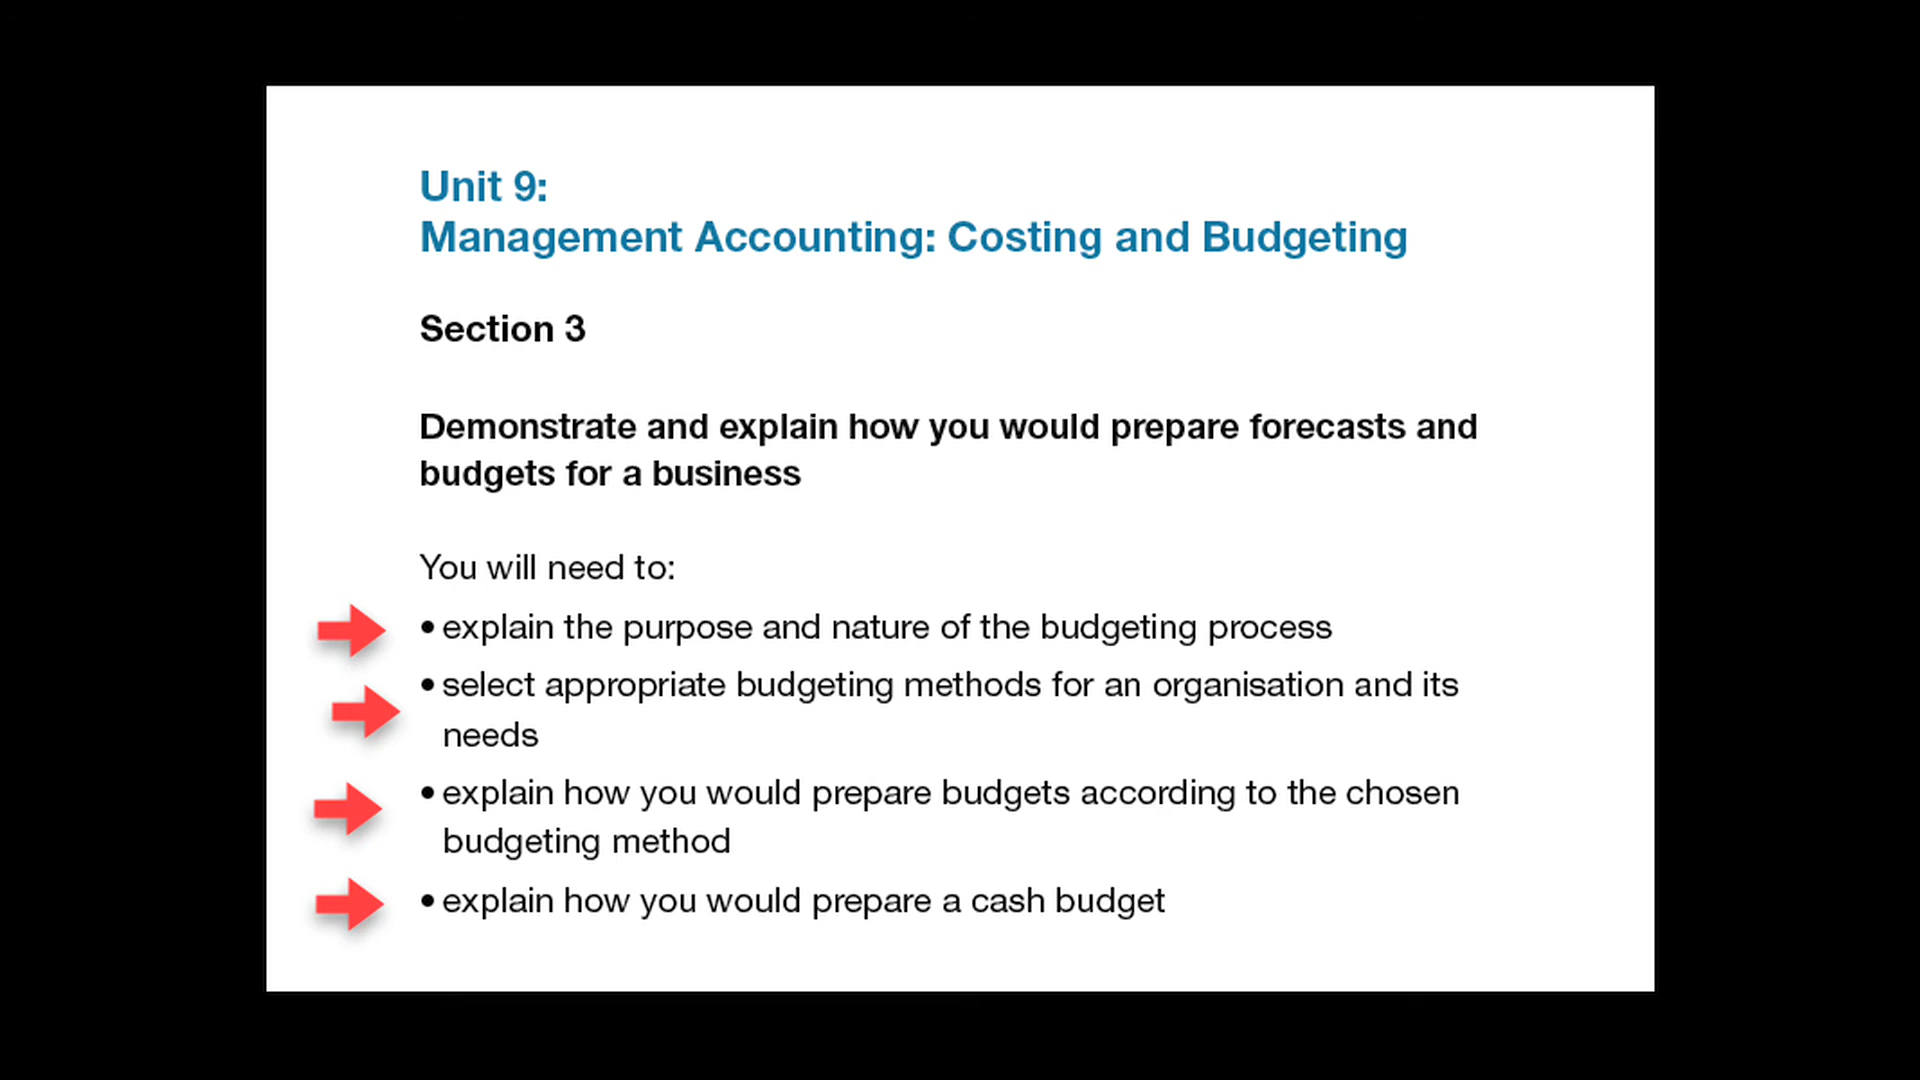 Unit 9:
Management Accounting: Costing and Budgeting
Section 3
Demonstrate and explain how you would prepare forecasts and
budgets for a business
You will need to:
• explain the purpose and nature of the budgeting process
• select appropriate budgeting methods for an organisation and its
needs
• explain how you would prepare budgets according to the chosen
budgeting method
• explain how you would prepare a cash budget